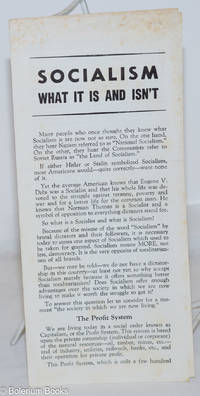 SOCIALISM
WHAT IT IS AND ISN'T
Many people who once thought they knew what
Socialism is are now not so sure. On the one hand,
they hear Nazism referred to as "National Socialism."
On the other, they hear the Communists refer to
Soviet Russia as "the Land of Socialism."
If either Hitler or Stalin symbolized Socialism,
most Americans would—quite correctly—want none
of it.
Yet the average American knows that Eugene V.
Debs was a Socialist and that his whole life was de-
voted to the struggle against tyranny, poverty and
war and for a better life for the common man. He
knows that Norman Thomas is a Socialist and a
symbol of opposition to everything dictators stand for.
So what is a Socialist and what is Socialism?
Because of the misuse of the word "Socialism" by
brutal dictators and their followers, it is necessary
today to stress one aspect of Socialism which used to
be taken for granted. Socialism means MORE, not
less, democracy. It is the very opposite of totalitarian-
ism of all brands.
But—we may be told—we do not have a dictator-
ship in this country—at least not yet, so why accept
Socialism merely because it offers something better
than totalitarianism? Does Socialism offer enough
advantages over the society in which we are now
living to make it worth the struggle to get it?
To answer that question let us consider for a mo-
ment "the society in which we are now living."
The Profit System
We are living today in a social order known as
Capitalism, or the Profit System. This system is based
upon the private ownership (individual or corporate)
of the natural resources—oil, timber, mines, etc.—
and of industry, utilities, railroads, banks, etc., and
their operation for private profit.
This Profit System, which is only a few hundred
© Bolerium Books